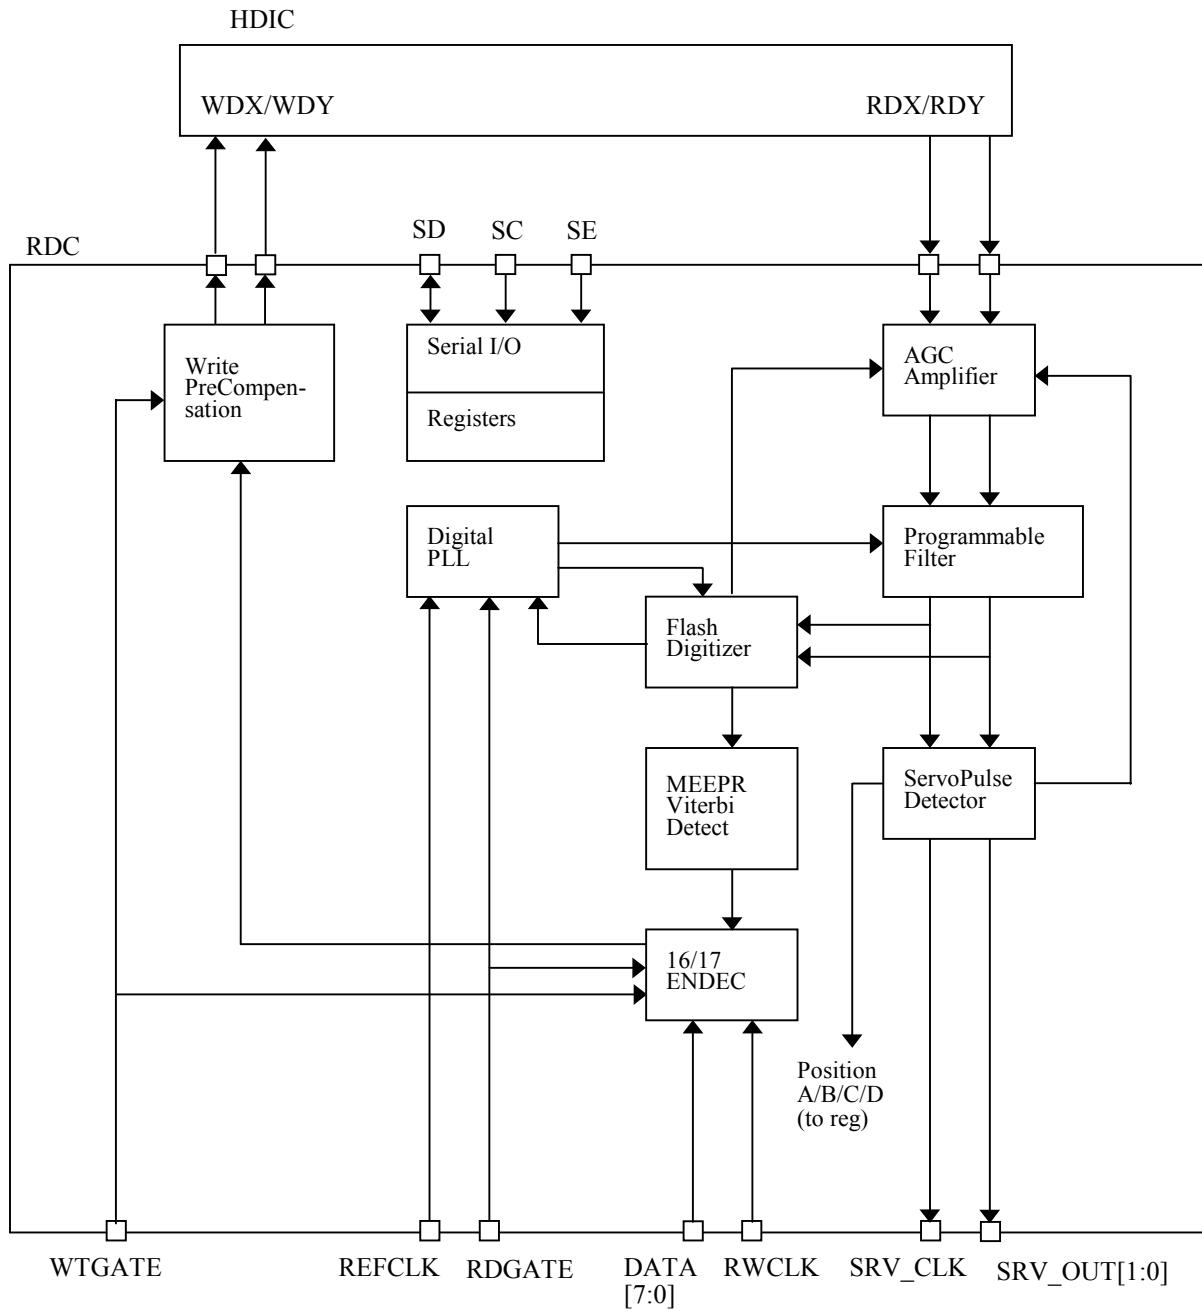 HDIC
WDX/WDY
RDX/RDY
RDC
SD
SC
SE
Write
PreCompen-
sation
Serial I/O
Registers
AGC
Amplifier
Digital
PLL
Programmable
Filter
Flash
Digitizer
MEEPR
Viterbi
Detect
ServoPulse
Detector
16/17
ENDEC
Position
A/B/C/D
(to reg)
WTGATE
REFCLK
RDGATE
DATA
[7:0]
RWCLK
SRV_CLK
SRV_OUT[1:0]